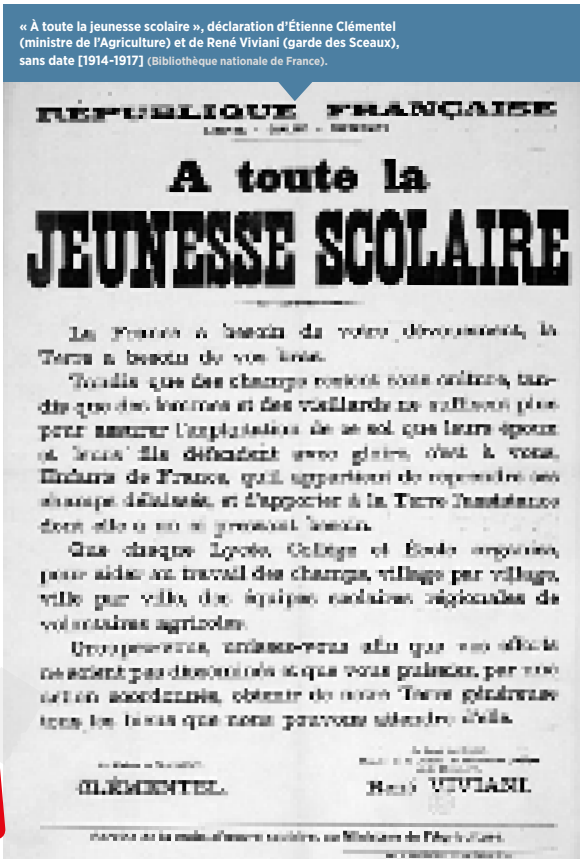 « À toute la jeunesse scolaire », déclaration d’Étienne Clémentel
(ministre de l’Agriculture) et de René Viviani (garde des Sceaux),
sans date [1914-1917] (Bibliothèque nationale de France).
RÉPUBLIQUE FRANÇAISE
A toute la
JEUNESSE SCOLAIRE
La France a besoin de votre dévouement, la
Terre a besoin de vos bras.
Tandis que des champs restent sans culture, tan-
dis que des femmes et des vieillards ne suffisent plus
pour assurer l'exploitation de ce sol que leurs époux
et leurs fils défendent avec gloire, c'est à vous,
Enfants de France, qu'il appartient de reprendre ces
champs délaissés, et d'apporter à la Terre l'assistance
dont elle a un si pressant besoin.
Que chaque Lycée, Collège et École organise,
pour aider au travail des champs, village par village,
ville par ville, des équipes scolaires régionales de
volontaires agricoles.
Groupez-vous, unissez-vous afin que vos efforts
ne soient pas disséminés et que vous puissiez, par une
action coordonnée, obtenir de notre Terre généreuse
tous les biens que nous pouvons attendre d'elle.
CLÉMENTEL.
René VIVIANI.